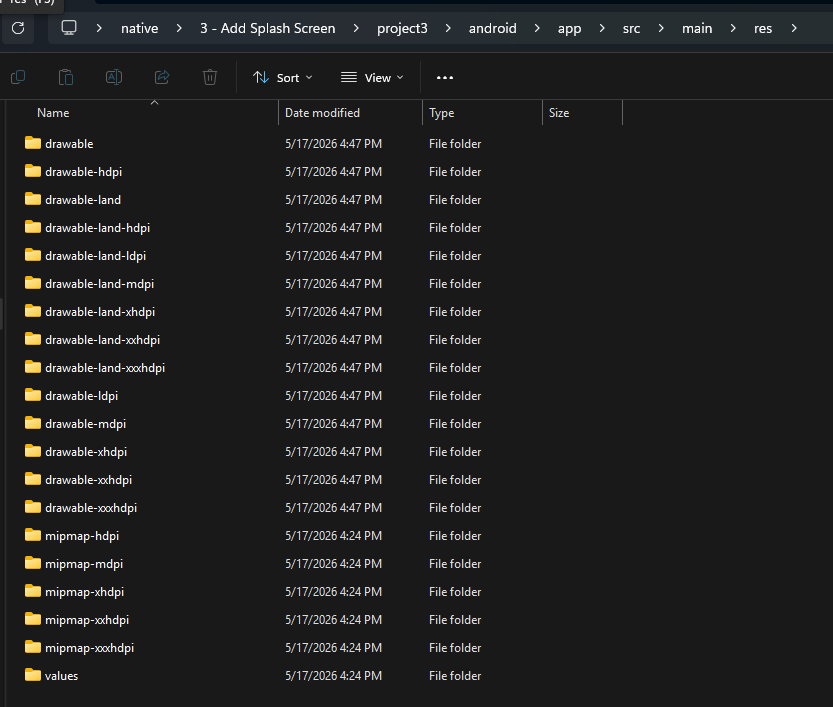 native > 3 - Add Splash Screen > project3 > android > app > src > main > res >
Sort View ...
Name Date modified Type Size
drawable 5/17/2026 4:47 PM File folder
drawable-hdpi 5/17/2026 4:47 PM File folder
drawable-land 5/17/2026 4:47 PM File folder
drawable-land-hdpi 5/17/2026 4:47 PM File folder
drawable-land-ldpi 5/17/2026 4:47 PM File folder
drawable-land-mdpi 5/17/2026 4:47 PM File folder
drawable-land-xhdpi 5/17/2026 4:47 PM File folder
drawable-land-xxhdpi 5/17/2026 4:47 PM File folder
drawable-land-xxxhdpi 5/17/2026 4:47 PM File folder
drawable-ldpi 5/17/2026 4:47 PM File folder
drawable-mdpi 5/17/2026 4:47 PM File folder
drawable-xhdpi 5/17/2026 4:47 PM File folder
drawable-xxhdpi 5/17/2026 4:47 PM File folder
drawable-xxxhdpi 5/17/2026 4:47 PM File folder
mipmap-hdpi 5/17/2026 4:24 PM File folder
mipmap-mdpi 5/17/2026 4:24 PM File folder
mipmap-xhdpi 5/17/2026 4:24 PM File folder
mipmap-xxhdpi 5/17/2026 4:24 PM File folder
mipmap-xxxhdpi 5/17/2026 4:24 PM File folder
values 5/17/2026 4:24 PM File folder